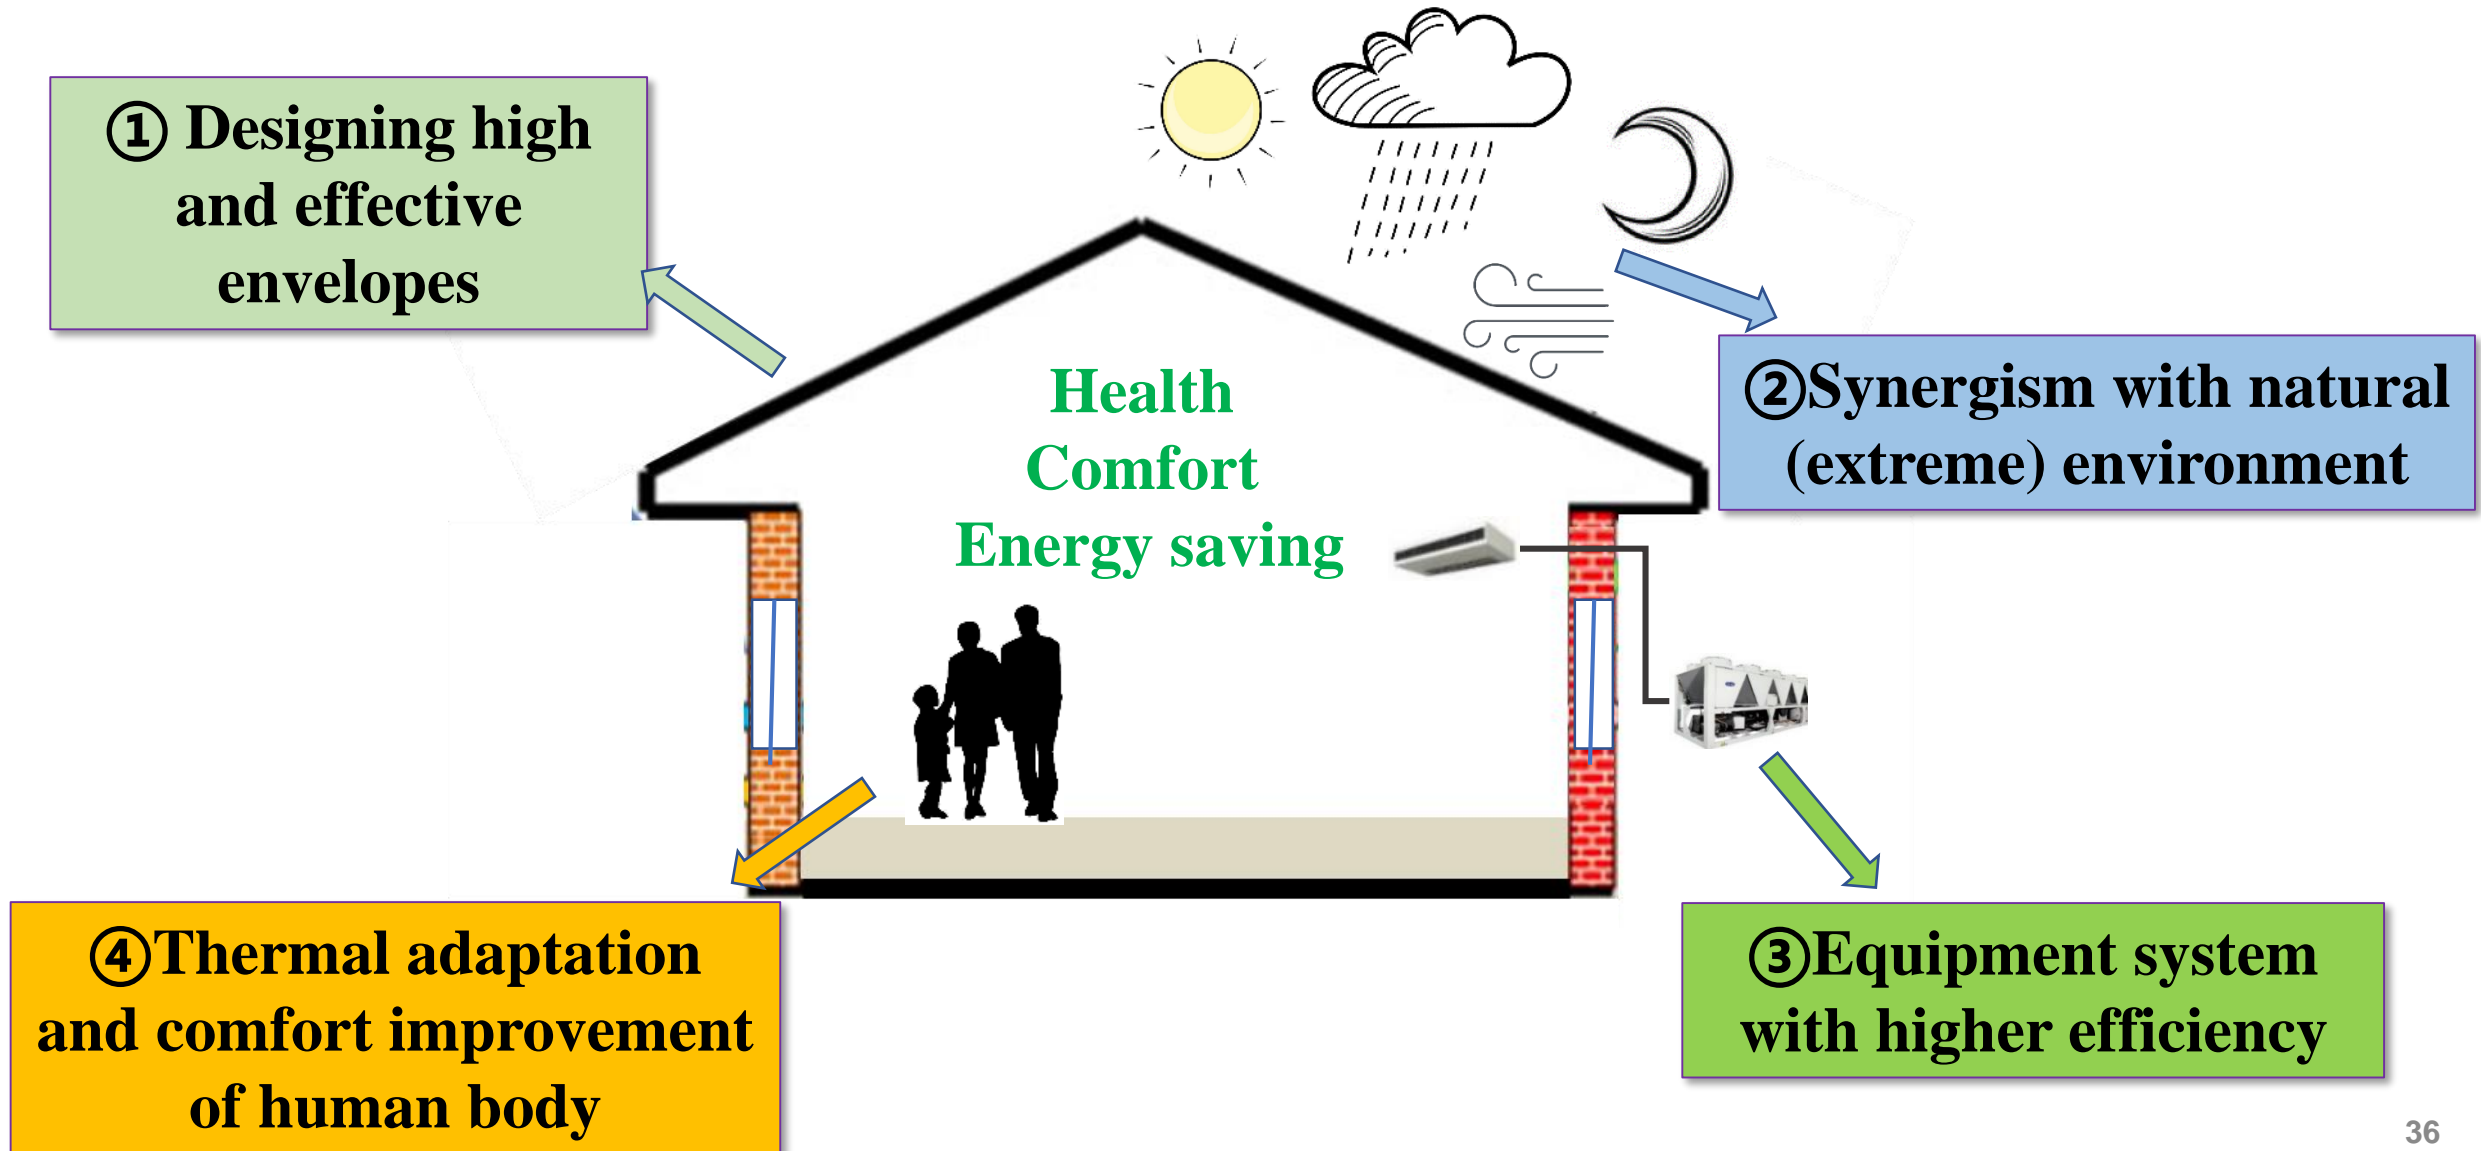 ① Designing high
and effective
envelopes
②Synergism with natural
(extreme) environment
Health
Comfort
Energy saving
④Thermal adaptation
and comfort improvement
of human body
③Equipment system
with higher efficiency
36